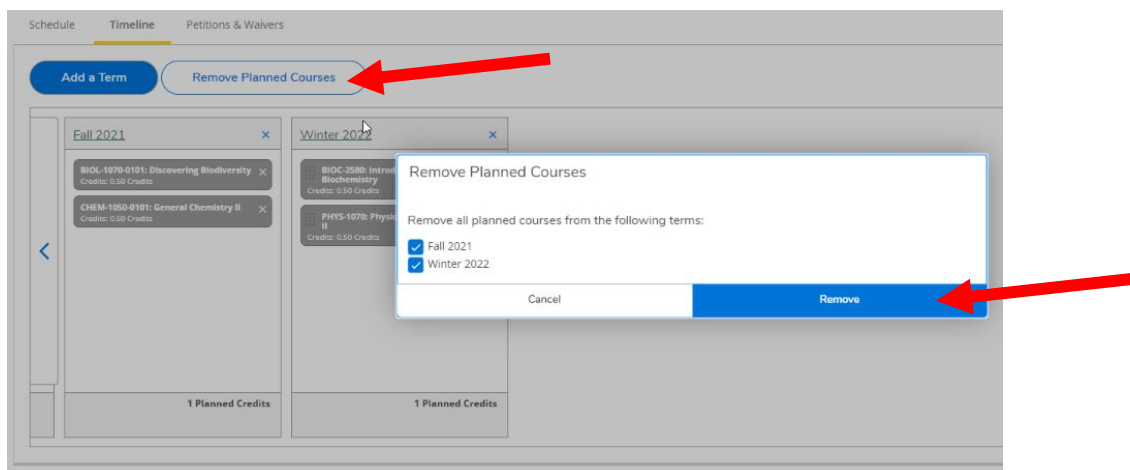 Schedule Timeline Petitions & Waivers
Add a Term Remove Planned Courses
Fall 2021
BIOL-1070-0101: Discovering Biodiversity
Credits: 0.50 Credits
CHEM-1050-0101: General Chemistry II
Credits: 0.50 Credits
1 Planned Credits
Winter 2022
BIOC-2580: Introd
Biochemistry
Credits: 0.50 Credits
PHYS-1070: Physi
II
Credits: 0.50 Credits
1 Planned Credits
Remove Planned Courses
Remove all planned courses from the following terms:
Fall 2021
Winter 2022
Cancel Remove